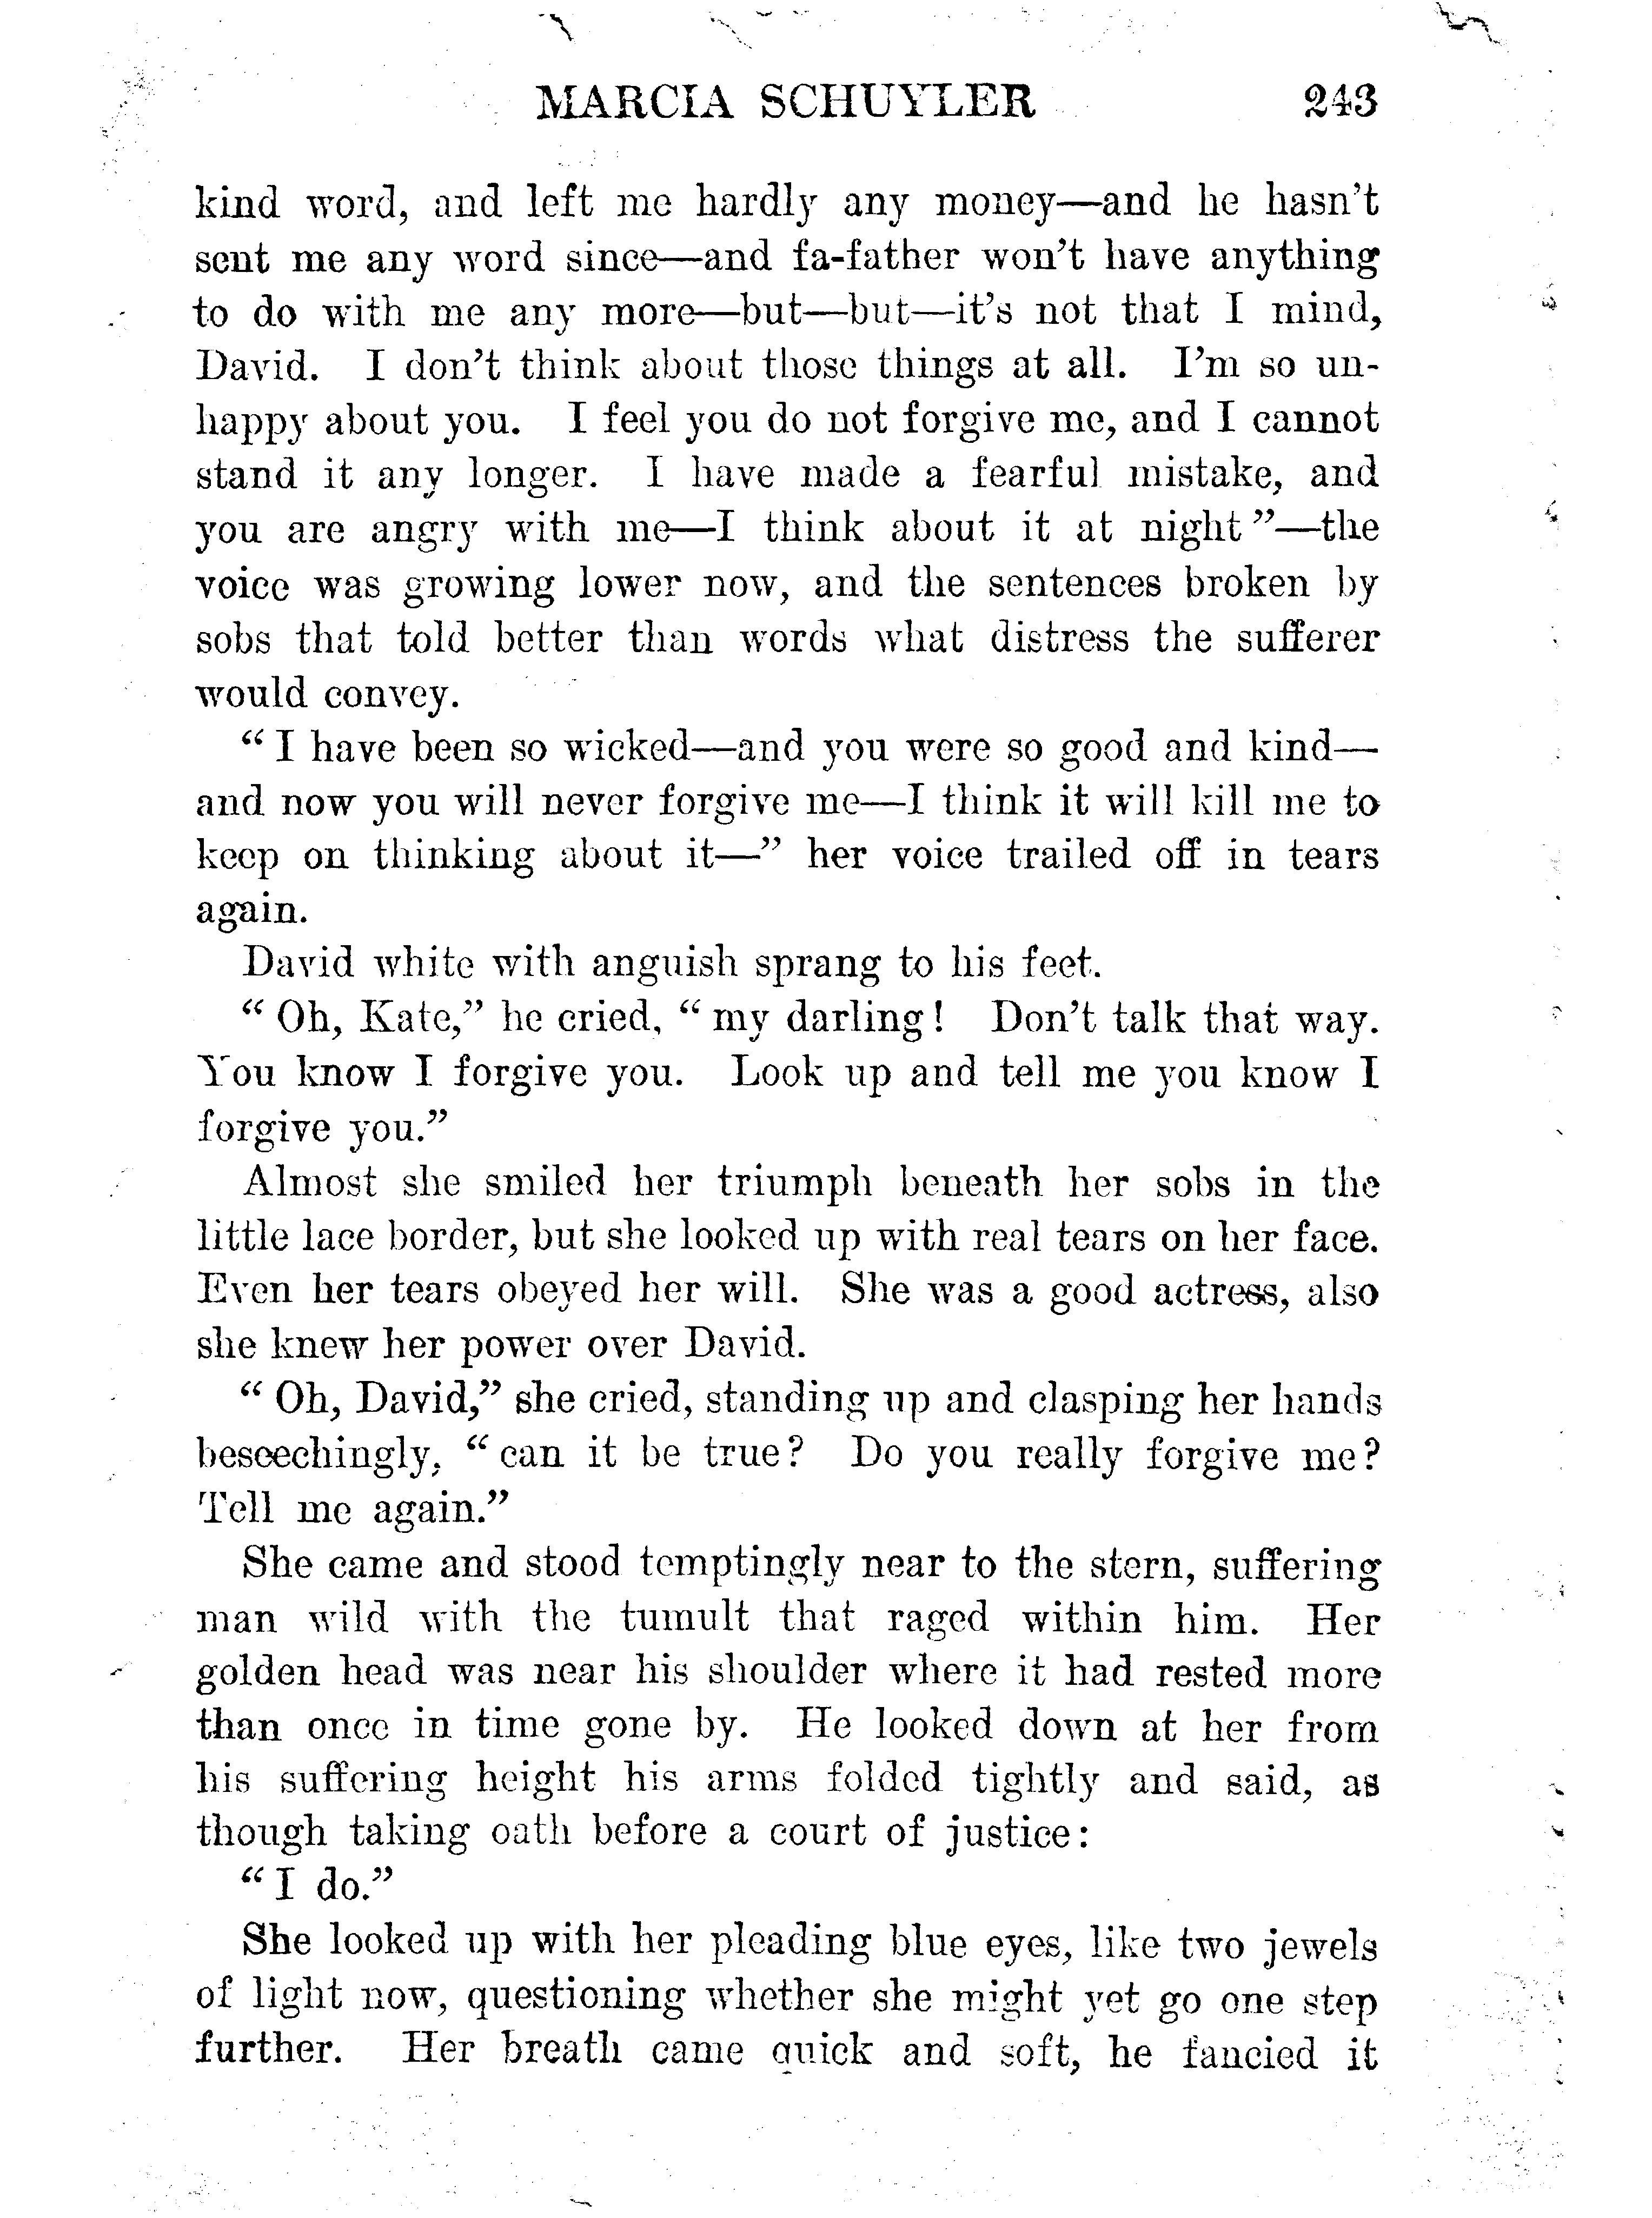 MARCIA SCHUYLER 243
kind word, and left me hardly any money—and he hasn't
sent me any word since—and fa-father won't have anything
to do with me any more—but—but—it's not that I mind,
David. I don't think about those things at all. I'm so un-
happy about you. I feel you do not forgive me, and I cannot
stand it any longer. I have made a fearful mistake, and
you are angry with me—I think about it at night"—the
voice was growing lower now, and the sentences broken by
sobs that told better than words what distress the sufferer
would convey.
"I have been so wicked—and you were so good and kind—
and now you will never forgive me—I think it will kill me to
keep on thinking about it—" her voice trailed off in tears
again.
David white with anguish sprang to his feet.
"Oh, Kate," he cried, "my darling! Don't talk that way.
You know I forgive you. Look up and tell me you know I
forgive you."
Almost she smiled her triumph beneath her sobs in the
little lace border, but she looked up with real tears on her face.
Even her tears obeyed her will. She was a good actress, also
she knew her power over David.
"Oh, David," she cried, standing up and clasping her hands
beseechingly, "can it be true? Do you really forgive me?
Tell me again."
She came and stood temptingly near to the stern, suffering
man wild with the tumult that raged within him. Her
golden head was near his shoulder where it had rested more
than once in time gone by. He looked down at her from
his suffering height his arms folded tightly and said, as
though taking oath before a court of justice:
"I do."
She looked up with her pleading blue eyes, like two jewels
of light now, questioning whether she might yet go one step
further. Her breath came quick and soft, he fancied it